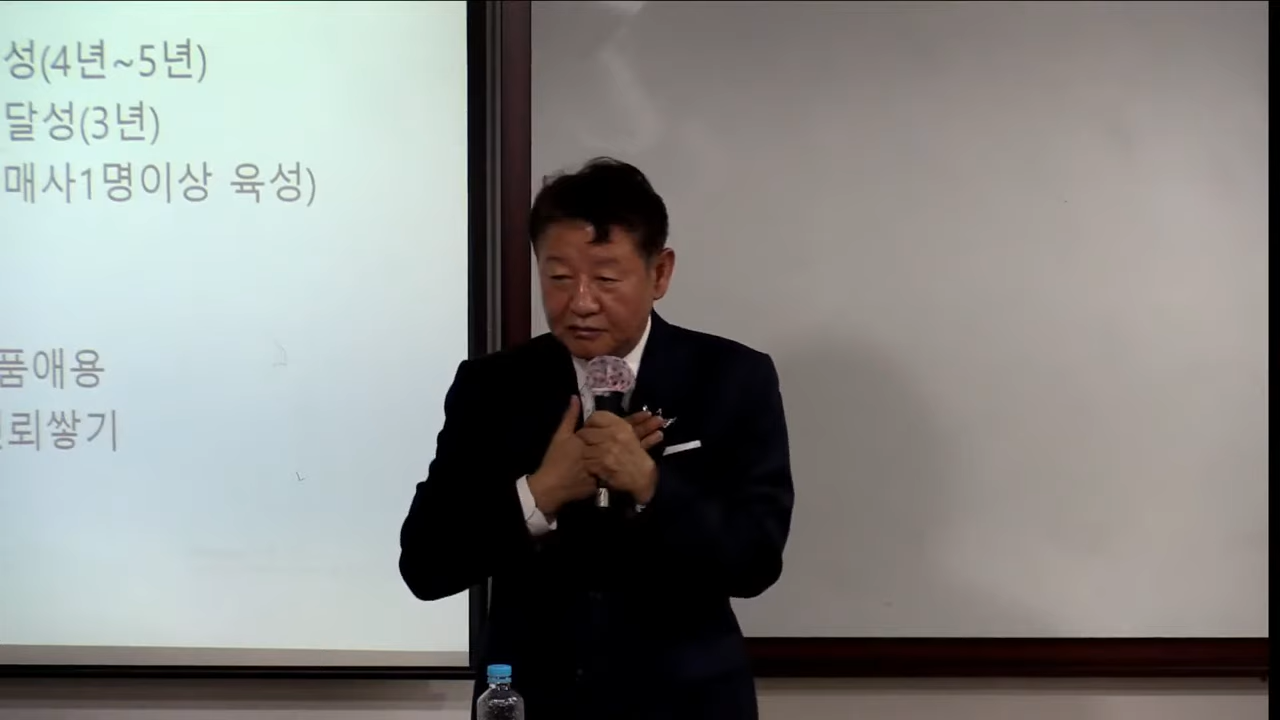 성(4년~5년)
달성(3년)
매사1명이상 육성)
품애용
뢰쌓기